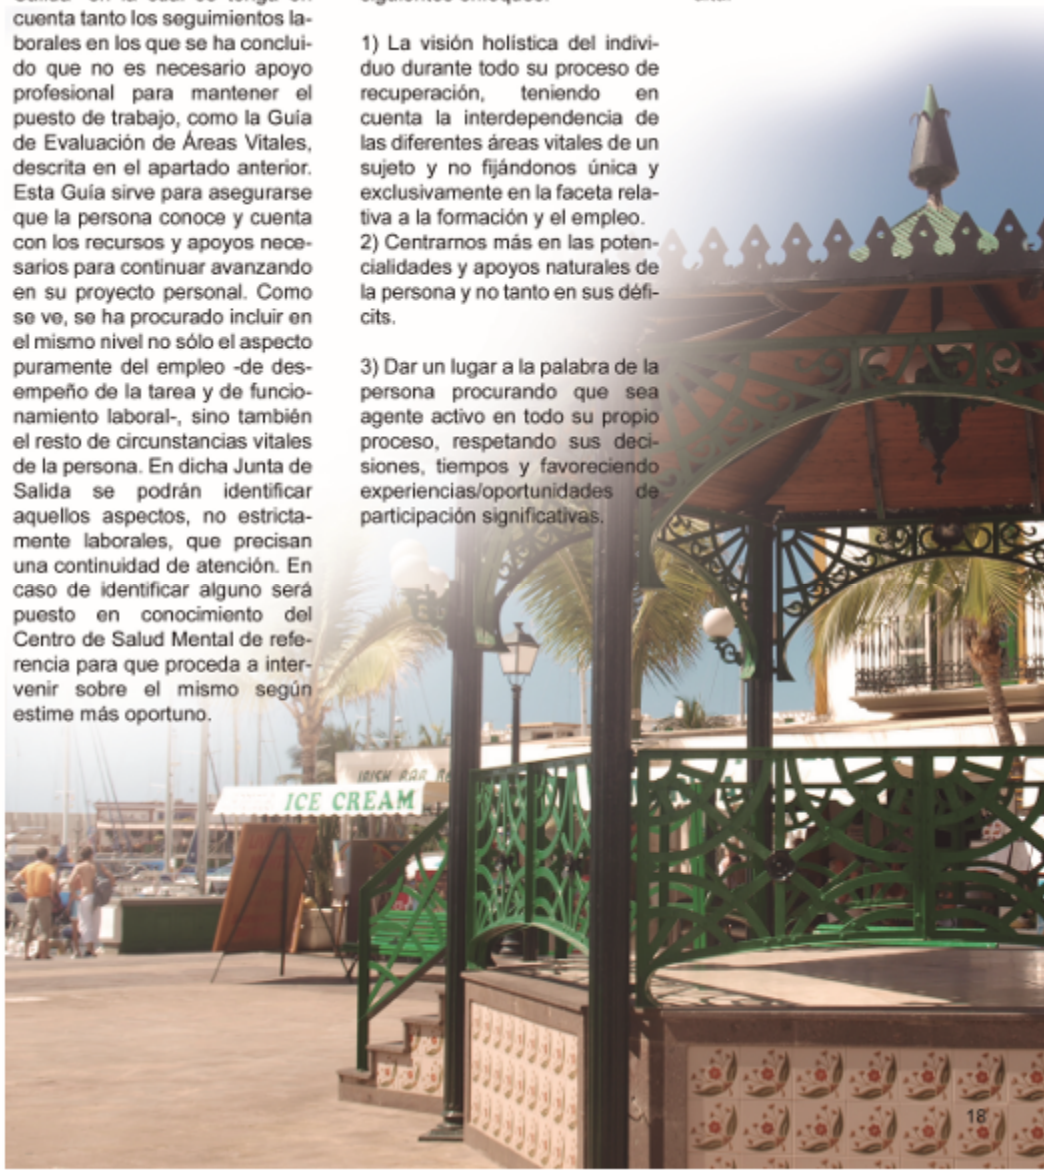 cuenta tanto los seguimientos la-
borales en los que se ha conclui-
do que no es necesario apoyo
profesional para mantener el
puesto de trabajo, como la Guía
de Evaluación de Áreas Vitales,
descrita en el apartado anterior.
Esta Guía sirve para asegurarse
que la persona conoce y cuenta
con los recursos y apoyos nece-
sarios para continuar avanzando
en su proyecto personal. Como
se ve, se ha procurado incluir en
el mismo nivel no sólo el aspecto
puramente del empleo -de des-
empeño de la tarea y de funcio-
namiento laboral-, sino también
el resto de circunstancias vitales
de la persona. En dicha Junta de
Salida se podrán identificar
aquellos aspectos, no estricta-
mente laborales, que precisan
una continuidad de atención. En
caso de identificar alguno será
puesto en conocimiento del
Centro de Salud Mental de refe-
rencia para que proceda a inter-
venir sobre el mismo según
estime más oportuno.
1) La visión holística del indivi-
duo durante todo su proceso de
recuperación, teniendo en
cuenta la interdependencia de
las diferentes áreas vitales de un
sujeto y no fijándonos única y
exclusivamente en la faceta rela-
tiva a la formación y el empleo.
2) Centrarnos más en las poten-
cialidades y apoyos naturales de
la persona y no tanto en sus défi-
cits.
3) Dar un lugar a la palabra de la
persona procurando que sea
agente activo en todo su propio
proceso, respetando sus deci-
siones, tiempos y favoreciendo
experiencias/oportunidades de
participación significativas.
IRISH BAR
ICE CREAM
18